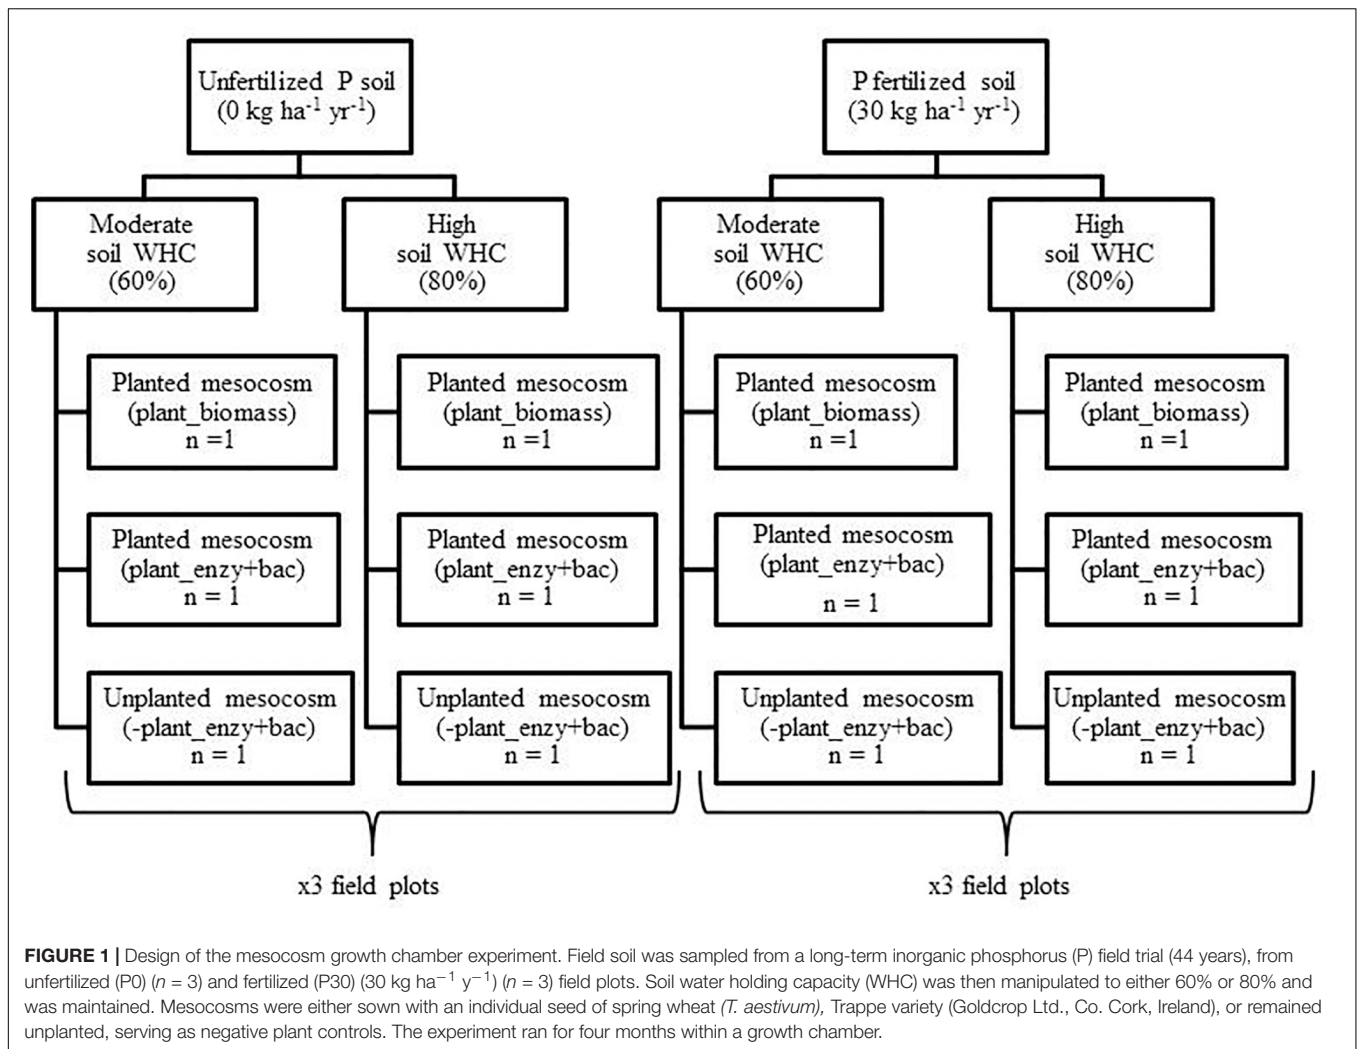 Unfertilized P soil
(0 kg ha-1 yr-1)
P fertilized soil
(30 kg ha-1 yr-1)
Moderate
soil WHC
(60%)
High
soil WHC
(80%)
Moderate
soil WHC
(60%)
High
soil WHC
(80%)
Planted mesocosm
(plant_biomass)
n =1
Planted mesocosm
(plant_biomass)
n =1
Planted mesocosm
(plant_biomass)
n =1
Planted mesocosm
(plant_biomass)
n =1
Planted mesocosm
(plant_enzy+bac)
n = 1
Planted mesocosm
(plant_enzy+bac)
n = 1
Planted mesocosm
(plant_enzy+bac)
n = 1
Planted mesocosm
(plant_enzy+bac)
n = 1
Unplanted mesocosm
(-plant_enzy+bac)
n = 1
Unplanted mesocosm
(-plant_enzy+bac)
n = 1
Unplanted mesocosm
(-plant_enzy+bac)
n = 1
Unplanted mesocosm
(-plant_enzy+bac)
n = 1
x3 field plots
x3 field plots
FIGURE 1 | Design of the mesocosm growth chamber experiment. Field soil was sampled from a long-term inorganic phosphorus (P) field trial (44 years), from
unfertilized (P0) (n = 3) and fertilized (P30) (30 kg ha−1 y−1) (n = 3) field plots. Soil water holding capacity (WHC) was then manipulated to either 60% or 80% and
was maintained. Mesocosms were either sown with an individual seed of spring wheat (T. aestivum), Trappe variety (Goldcrop Ltd., Co. Cork, Ireland), or remained
unplanted, serving as negative plant controls. The experiment ran for four months within a growth chamber.